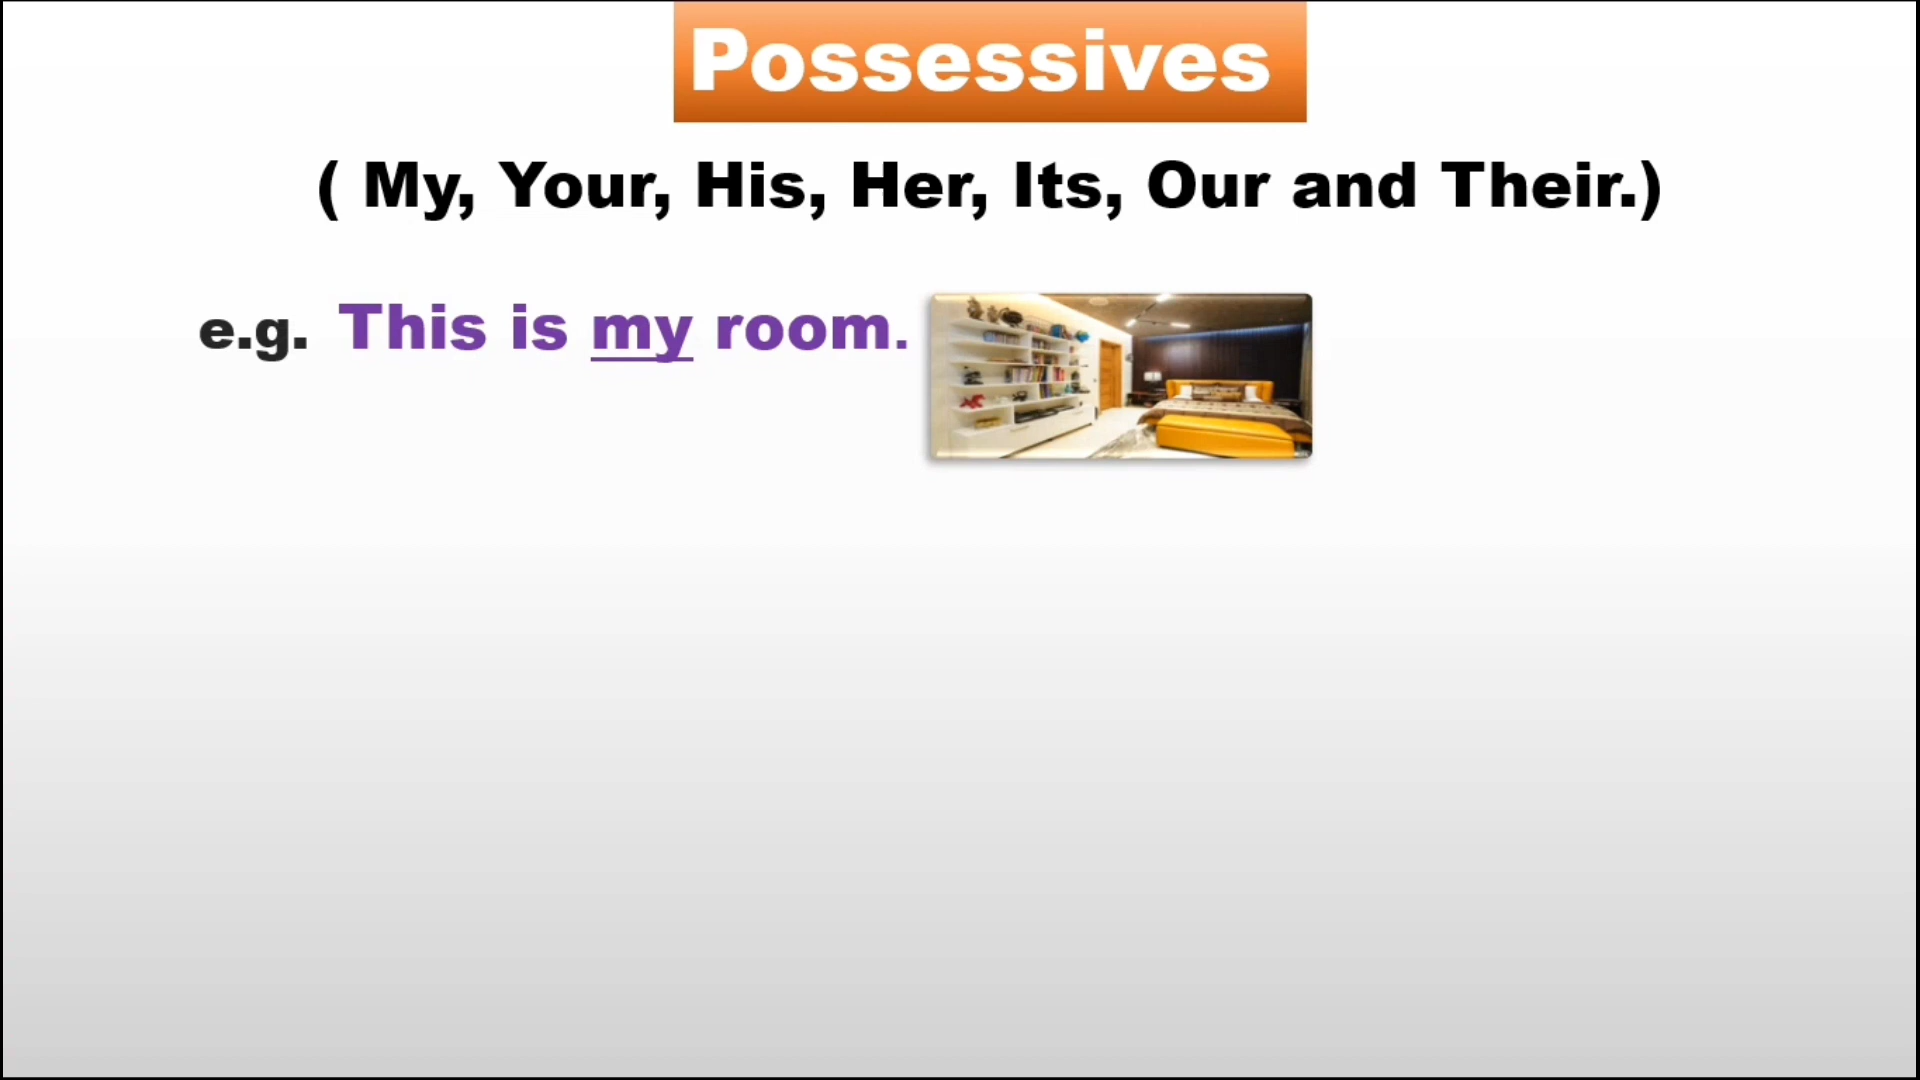 Possessives
( My, Your, His, Her, Its, Our and Their.)
e.g. This is my room.